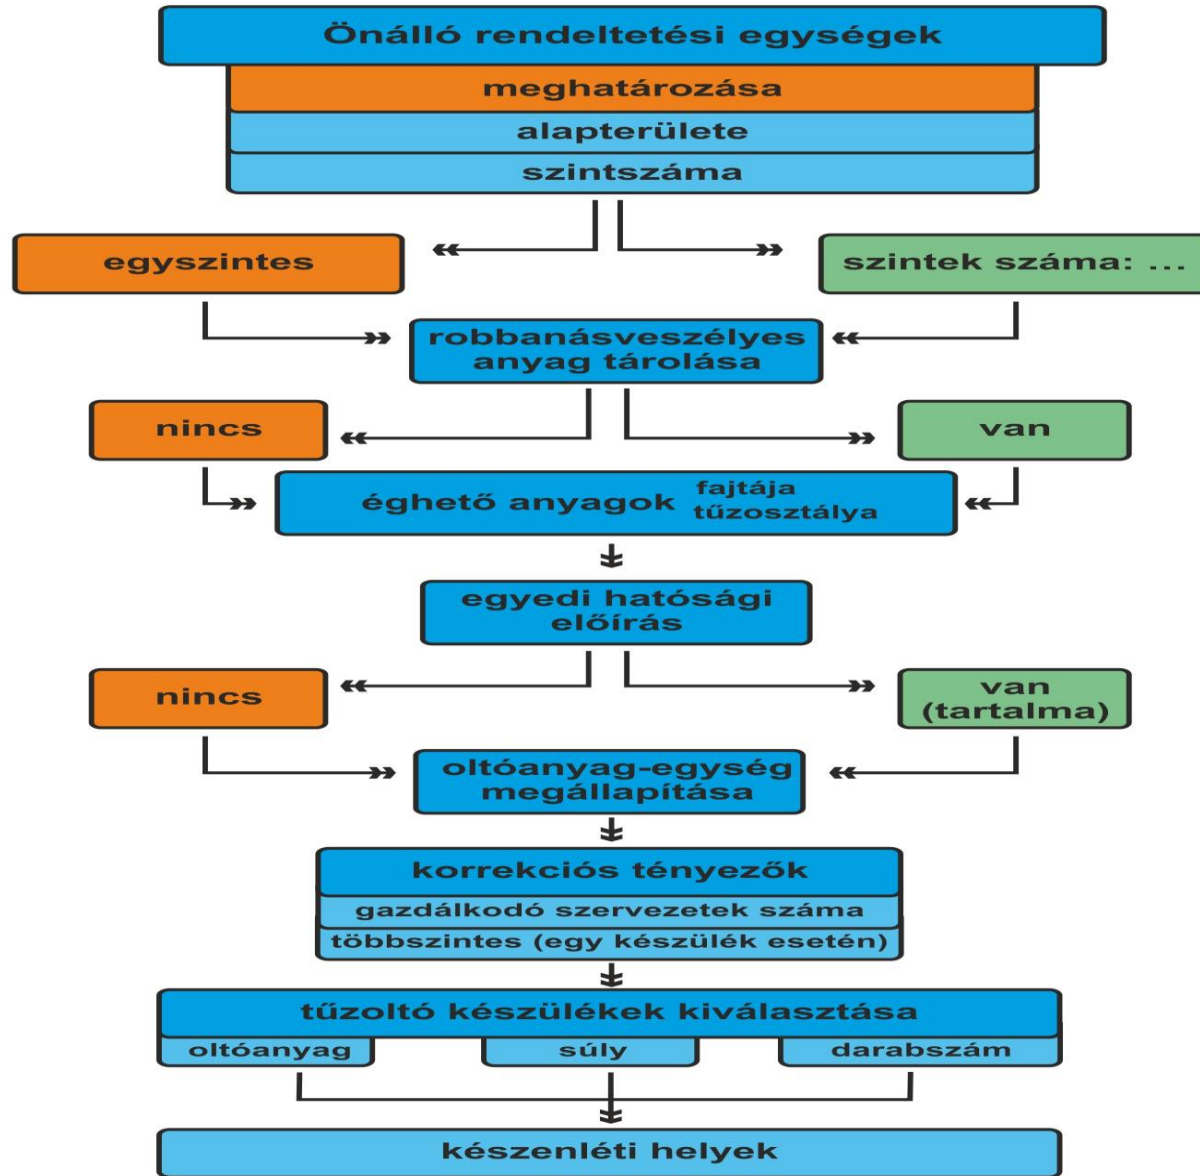 Önálló rendeltetési egységek
meghatározása
alapterülete
szintszáma
egyszintes
szintek száma: ...
robbanásveszélyes
anyag tárolása
nincs
van
éghető anyagok
fajtája
tűzosztálya
egyedi hatósági
előírás
nincs
van
(tartalma)
oltóanyag-egység
megállapítása
korrekciós tényezők
gazdálkodó szervezetek száma
többszintes (egy készülék esetén)
tűzoltó készülékek kiválasztása
oltóanyag
súly
darabszám
készenléti helyek